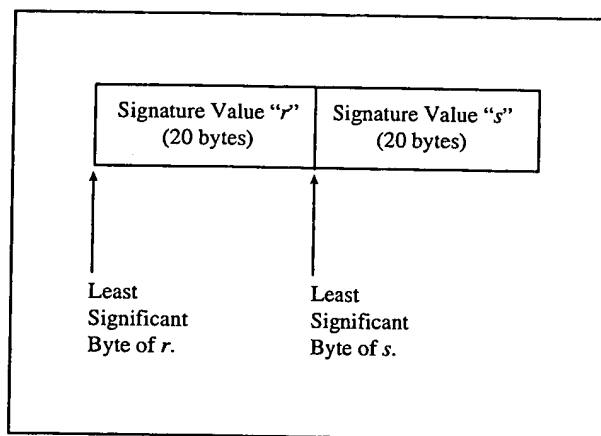 Signature Value “r”
(20 bytes)
Signature Value “s”
(20 bytes)
Least
Significant
Byte of r.
Least
Significant
Byte of s.